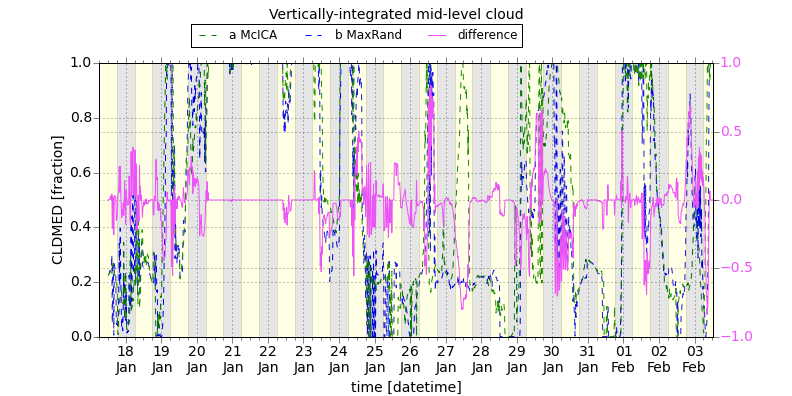 Vertically-integrated mid-level cloud
a McICA b MaxRand difference
CLDMED [fraction]
1.0
0.8
0.6
0.4
0.2
0.0
1.0
0.5
0.0
−0.5
−1.0
18 19 20 21 22 23 24 25 26 27 28 29 30 31 01 02 03
Jan Jan Jan Jan Jan Jan Jan Jan Jan Jan Jan Jan Jan Jan Feb Feb Feb
time [datetime]